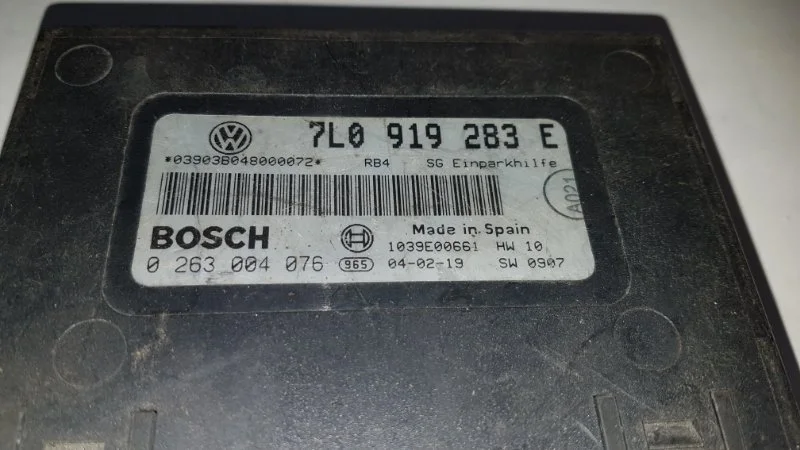 7L0 919 283 E
*03903B048000072* RB4 SG Einparkhilfe
A021
BOSCH Made in Spain
1039E00661 HW 10
0 263 004 076 965 04-02-19 SW 0907